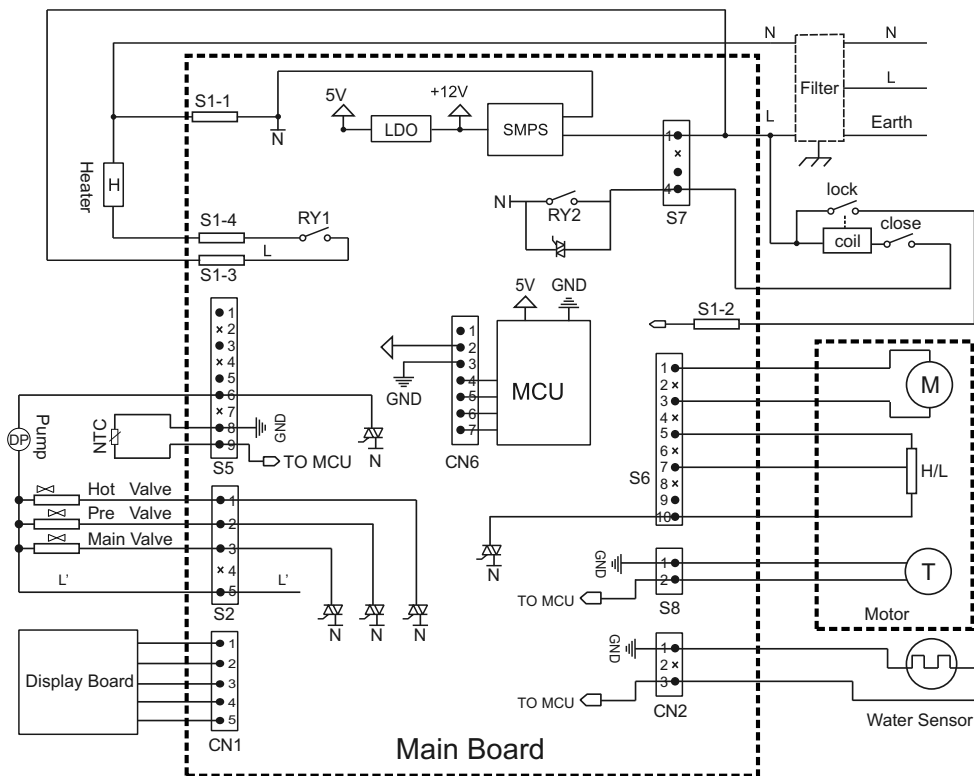 N
N
L
Filter
L
Earth
S1-1
N
5V
+12V
LDO
SMPS
1
×
4
S7
Heater
H
S1-4
RY1
L
S1-3
N
RY2
lock
close
coil
5V
GND
S1-2
MCU
GND
1
2
3
4
5
6
7
CN6
1
×2
3
×4
5
6
×7
8
9
S5
GND
TO MCU
N
Pump
DP
NTC
Hot Valve
Pre Valve
Main Valve
L'
L'
1
2
3
×4
5
S2
N
N
N
1
2×
3
4×
5
6×
7
8×
9
10
S6
N
M
H/L
T
Motor
GND
1
2
S8
TO MCU
GND
1
2×
3
CN2
TO MCU
Water Sensor
Display Board
1
2
3
4
5
CN1
Main Board